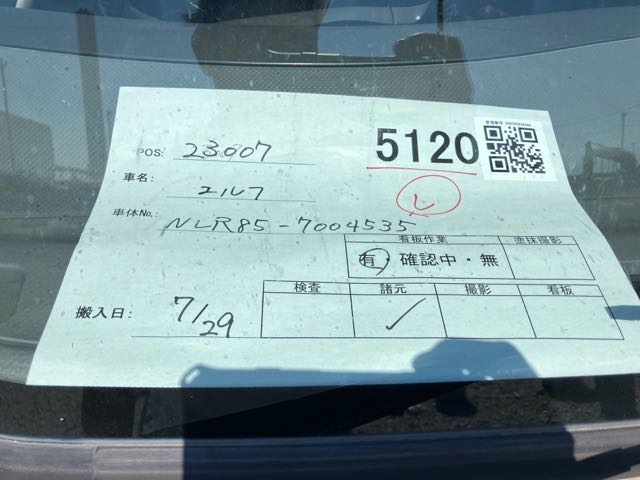 POS: 23007
5120
車名: エルフ
レ
車体No. NLR85-7004535
看板作業 塗抹撮影
有・確認中・無
検査 諸元 撮影 看板
搬入日: 7/29 ✓